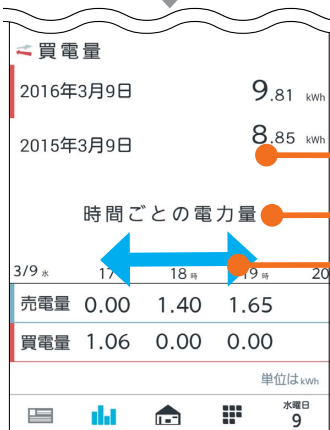 買電量
2016年3月9日 9.81 kWh
2015年3月9日 8.85 kWh
時間ごとの電力量
3/9 水 17 18 時 19 時 20
売電量 0.00 1.40 1.65
買電量 1.06 0.00 0.00
単位は kWh
水曜日
9